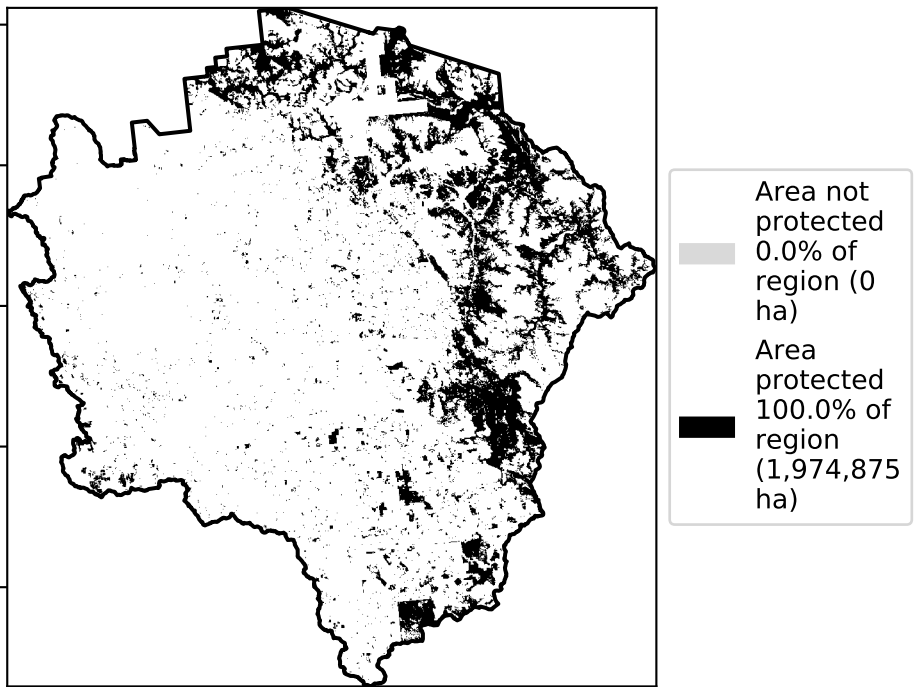 Area not
protected
0.0% of
region (0
ha)
Area
protected
100.0% of
region
(1,974,875
ha)